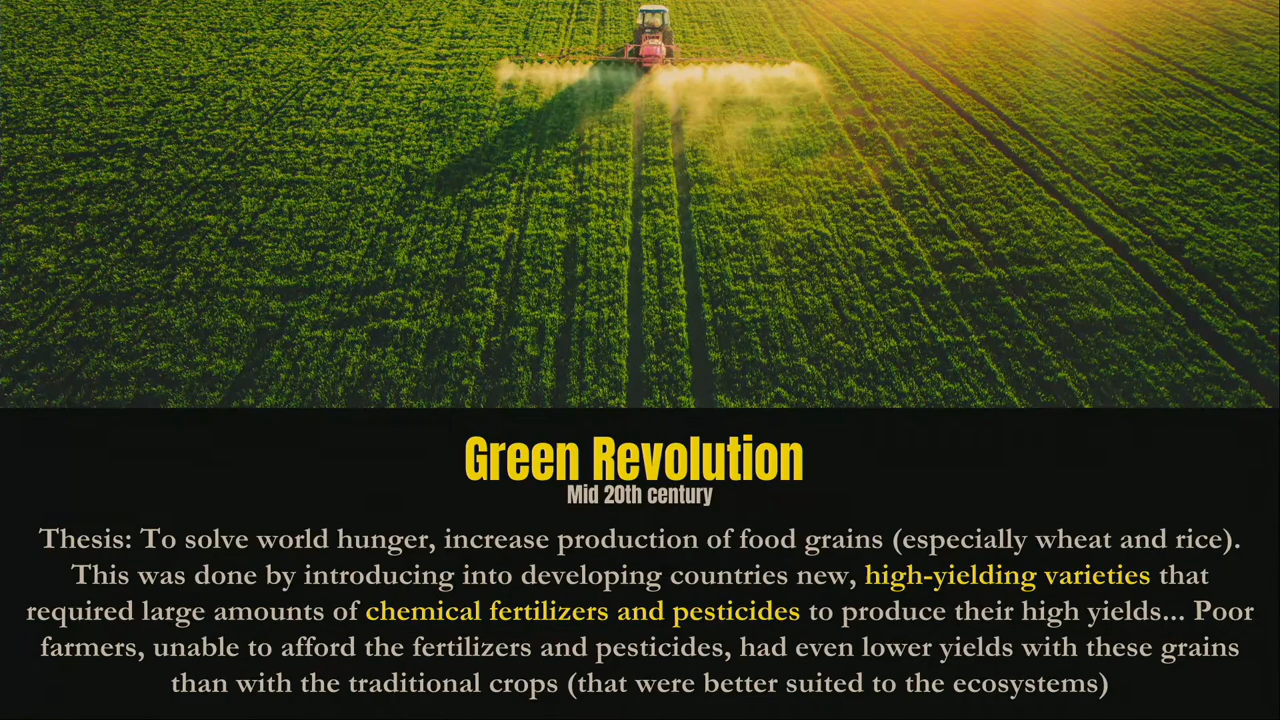 Green Revolution
Mid 20th century
Thesis: To solve world hunger, increase production of food grains (especially wheat and rice).
This was done by introducing into developing countries new, high-yielding varieties that
required large amounts of chemical fertilizers and pesticides to produce their high yields... Poor
farmers, unable to afford the fertilizers and pesticides, had even lower yields with these grains
than with the traditional crops (that were better suited to the ecosystems)